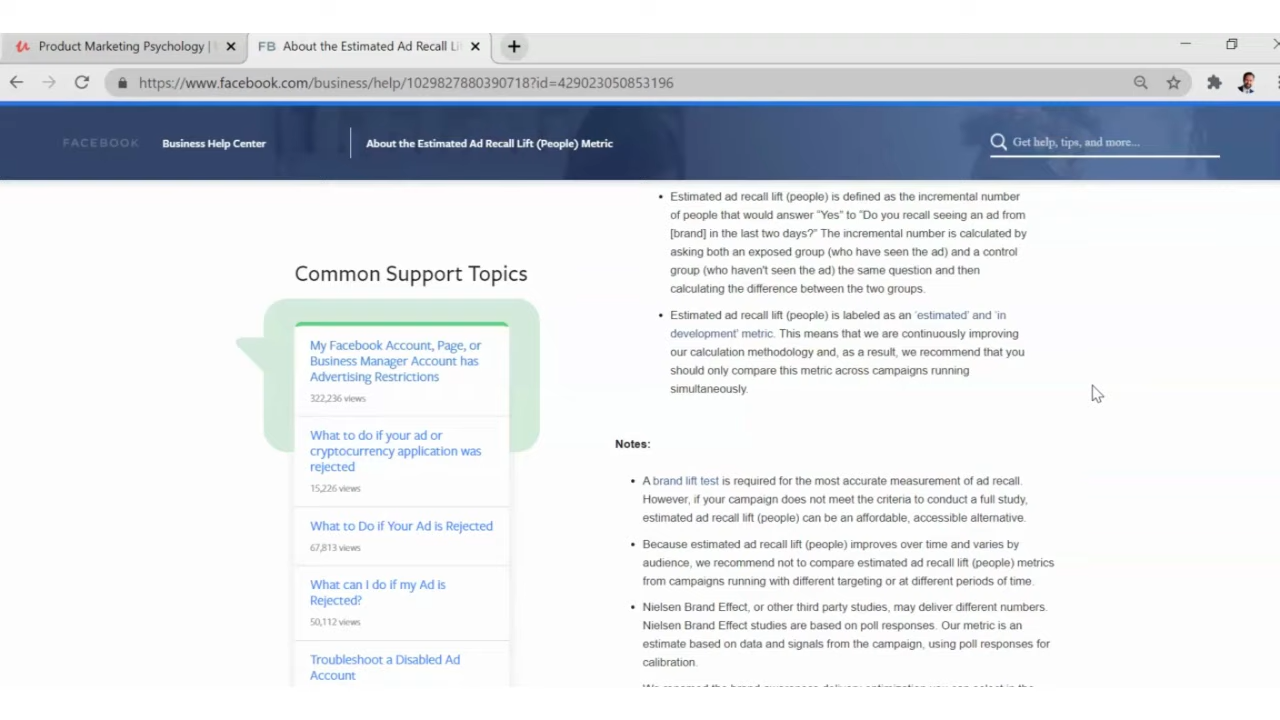 Product Marketing Psychology |
FB About the Estimated Ad Recall Li
https://www.facebook.com/business/help/1029827880390718?id=429023050853196
FACEBOOK Business Help Center About the Estimated Ad Recall Lift (People) Metric Get help, tips, and more...
Common Support Topics
My Facebook Account, Page, or
Business Manager Account has
Advertising Restrictions
322,236 views
What to do if your ad or
cryptocurrency application was
rejected
15,226 views
What to Do if Your Ad is Rejected
67,813 views
What can I do if my Ad is
Rejected?
50,112 views
Troubleshoot a Disabled Ad
Account
• Estimated ad recall lift (people) is defined as the incremental number
of people that would answer "Yes" to "Do you recall seeing an ad from
[brand] in the last two days?" The incremental number is calculated by
asking both an exposed group (who have seen the ad) and a control
group (who haven't seen the ad) the same question and then
calculating the difference between the two groups.
• Estimated ad recall lift (people) is labeled as an 'estimated' and 'in
development' metric. This means that we are continuously improving
our calculation methodology and, as a result, we recommend that you
should only compare this metric across campaigns running
simultaneously.
Notes:
• A brand lift test is required for the most accurate measurement of ad recall.
However, if your campaign does not meet the criteria to conduct a full study,
estimated ad recall lift (people) can be an affordable, accessible alternative.
• Because estimated ad recall lift (people) improves over time and varies by
audience, we recommend not to compare estimated ad recall lift (people) metrics
from campaigns running with different targeting or at different periods of time.
• Nielsen Brand Effect, or other third party studies, may deliver different numbers.
Nielsen Brand Effect studies are based on poll responses. Our metric is an
estimate based on data and signals from the campaign, using poll responses for
calibration.